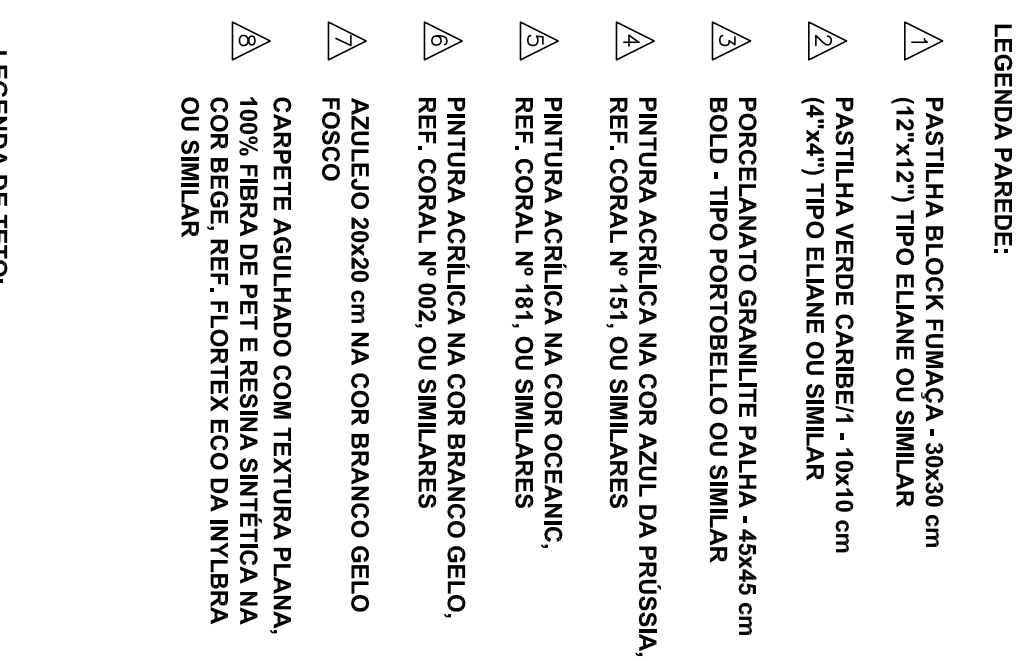 LEGENDA PAREDE:
1 PASTILHA BLOCK FUMAÇA - 30x30 cm
(12"x12") TIPO ELIANE OU SIMILAR
2 PASTILHA VERDE CARIBE/1 - 10x10 cm
(4"x4") TIPO ELIANE OU SIMILAR
3 PORCELANATO GRANILITE PALHA - 45x45 cm
BOLD - TIPO PORTOBELLO OU SIMILAR
4 PINTURA ACRÍLICA NA COR AZUL DA PRÚSSIA,
REF. CORAL Nº 151, OU SIMILARES
5 PINTURA ACRÍLICA NA COR OCEANIC,
REF. CORAL Nº 181, OU SIMILARES
6 PINTURA ACRÍLICA NA COR BRANCO GELO,
REF. CORAL Nº 002, OU SIMILARES
7 AZULEJO 20x20 cm NA COR BRANCO GELO
FOSCO
8 CARPETE AGULHADO COM TEXTURA PLANA,
100% FIBRA DE PET E RESINA SINTÉTICA NA
COR BEGE, REF. FLORTEX ECO DA INYLBRA
OU SIMILAR
LEGENDA DE TETO: